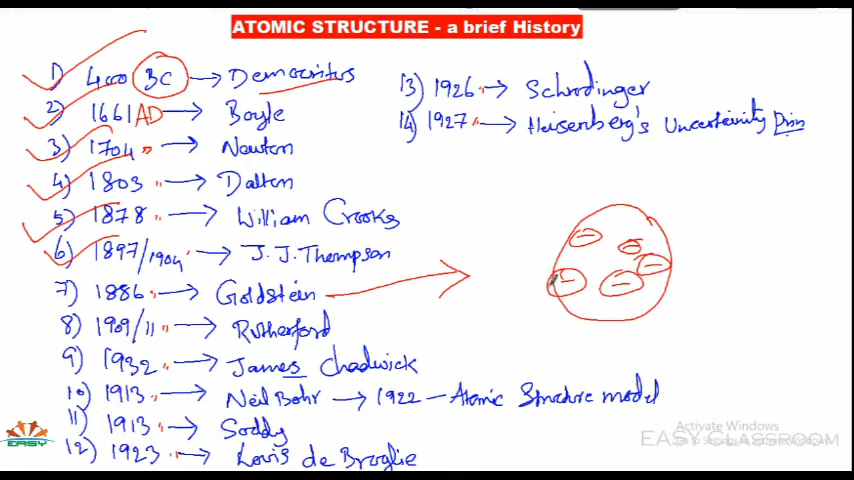 ATOMIC STRUCTURE - a brief History
1) 400 BC → Democritus
2) 1661 AD → Boyle
3) 1704 " → Newton
4) 1803 " → Dalton
5) 1878 " → William Crooks
6) 1897/1904 " → J.J. Thompson
7) 1886 " → Goldstein
8) 1909/11 " → Rutherford
9) 1932 " → James Chadwick
10) 1913 " → Neil Bohr → 1922 - Atomic Structure model
11) 1913 " → Soddy
12) 1923 " → Louis de Broglie
13) 1926 " → Schrodinger
14) 1927 " → Heisenberg's Uncertainity Prin
Activate Windows
EASY CLASSROOM
EASY